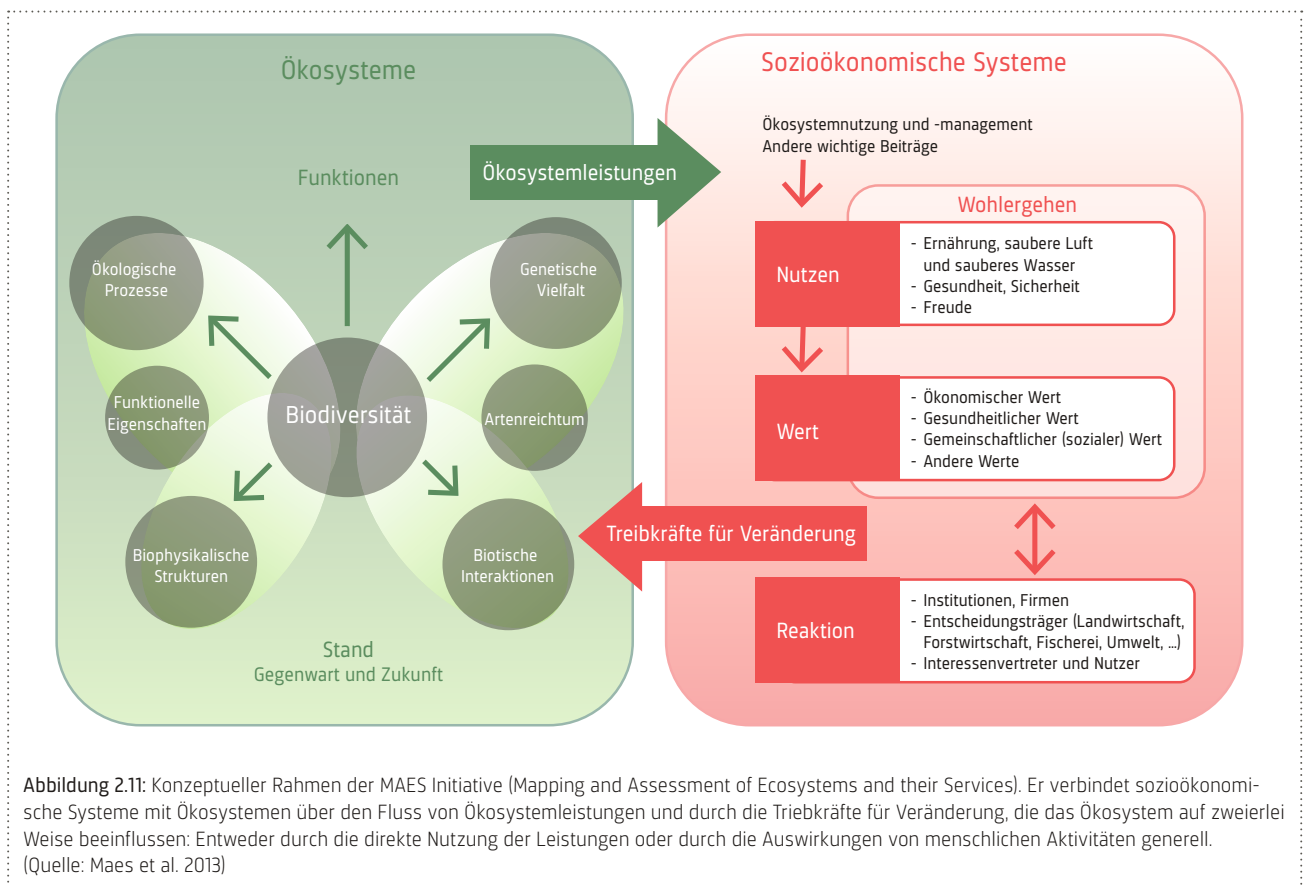 Ökosysteme
Funktionen
Ökosystemleistungen
Ökologische
Prozesse
Genetische
Vielfalt
Funktionelle
Eigenschaften
Biodiversität
Artenreichtum
Biophysikalische
Strukturen
Biotische
Interaktionen
Stand
Gegenwart und Zukunft
Sozioökonomische Systeme
Ökosystemnutzung und -management
Andere wichtige Beiträge
Wohlergehen
Nutzen
- Ernährung, saubere Luft
und sauberes Wasser
- Gesundheit, Sicherheit
- Freude
Wert
- Ökonomischer Wert
- Gesundheitlicher Wert
- Gemeinschaftlicher (sozialer) Wert
- Andere Werte
Treibkräfte für Veränderung
Reaktion
- Institutionen, Firmen
- Entscheidungsträger (Landwirtschaft,
Forstwirtschaft, Fischerei, Umwelt, ...)
- Interessenvertreter und Nutzer
Abbildung 2.11: Konzeptueller Rahmen der MAES Initiative (Mapping and Assessment of Ecosystems and their Services). Er verbindet sozioökonomi-
sche Systeme mit Ökosystemen über den Fluss von Ökosystemleistungen und durch die Triebkräfte für Veränderung, die das Ökosystem auf zweierlei
Weise beeinflussen: Entweder durch die direkte Nutzung der Leistungen oder durch die Auswirkungen von menschlichen Aktivitäten generell.
(Quelle: Maes et al. 2013)